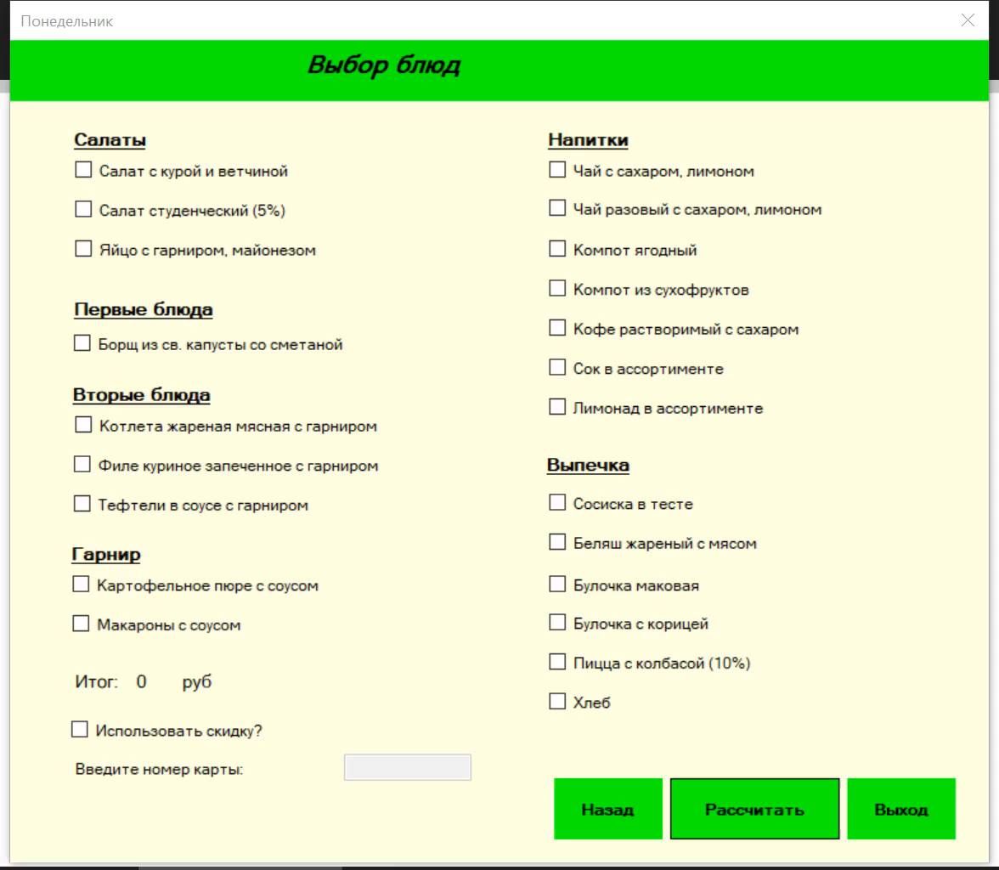 Понедельник
Выбор блюд
Салаты
Салат с курой и ветчиной
Салат студенческий (5%)
Яйцо с гарниром, майонезом
Первые блюда
Борщ из св. капусты со сметаной
Вторые блюда
Котлета жареная мясная с гарниром
Филе куриное запеченное с гарниром
Тефтели в соусе с гарниром
Гарнир
Картофельное пюре с соусом
Макароны с соусом
Итог: 0 руб
Использовать скидку?
Введите номер карты:
Напитки
Чай с сахаром, лимоном
Чай разовый с сахаром, лимоном
Компот ягодный
Компот из сухофруктов
Кофе растворимый с сахаром
Сок в ассортименте
Лимонад в ассортименте
Выпечка
Сосиска в тесте
Беляш жареный с мясом
Булочка маковая
Булочка с корицей
Пицца с колбасой (10%)
Хлеб
Назад
Рассчитать
Выход